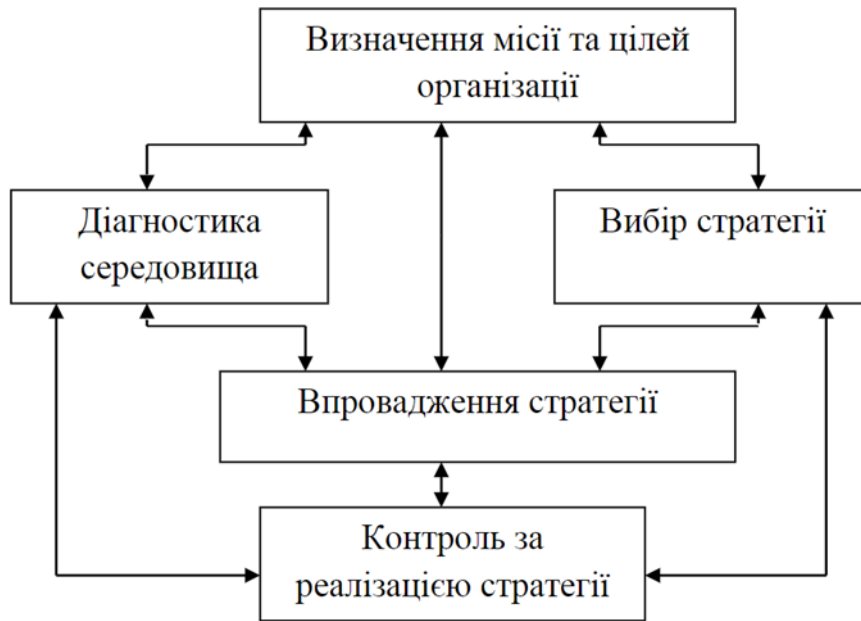 Визначення місії та цілей
організації
Діагностика
середовища
Вибір стратегії
Впровадження стратегії
Контроль за
реалізацією стратегії